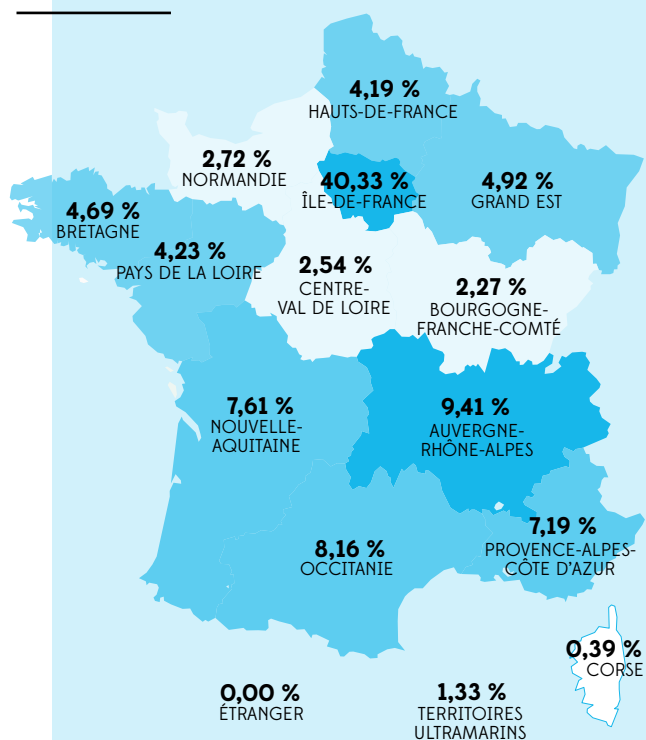 4,19 %
HAUTS-DE-FRANCE
2,72 %
NORMANDIE
40,33 %
ÎLE-DE-FRANCE
4,92 %
GRAND EST
4,69 %
BRETAGNE
4,23 %
PAYS DE LA LOIRE
2,54 %
CENTRE-
VAL DE LOIRE
2,27 %
BOURGOGNE-
FRANCHE-COMTÉ
7,61 %
NOUVELLE-
AQUITAINE
9,41 %
AUVERGNE-
RHÔNE-ALPES
8,16 %
OCCITANIE
7,19 %
PROVENCE-ALPES-
CÔTE D'AZUR
0,39 %
CORSE
0,00 %
ÉTRANGER
1,33 %
TERRITOIRES
ULTRAMARINS